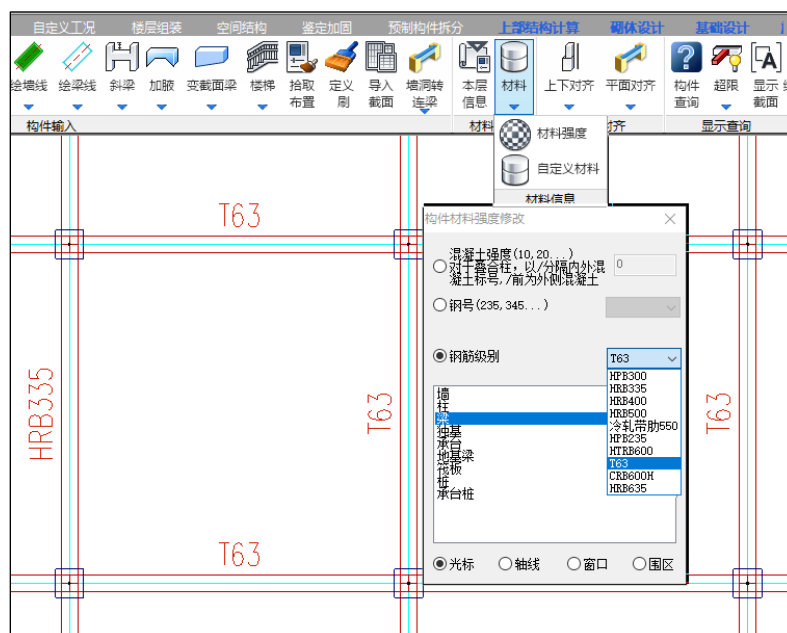 自定义工况 楼层组装 空间结构 鉴定加固 预制构件拆分 上部结构计算 砌体设计 基础设计
绘墙线 绘梁线 斜梁 加腋 变截面梁 楼梯 拾取布置 定义刷 导入截面 墙洞转连梁 本层信息 材料 上下对齐 平面对齐 构件查询 超限 显示截面
构件输入 材料 对齐 显示查询
材料强度
自定义材料
材料信息
T63
构件材料强度修改
混凝土强度(10,20...)
对于叠合柱，以/分隔内外混
凝土标号,/前为外侧混凝土
0
钢号(235,345...)
钢筋级别
T63
HPB300
HRB335
HRB400
HRB500
冷轧带肋550
HPB235
HTRB600
T63
CRB600H
HRB635
墙
柱
梁
独基
承台
地基梁
筏板
桩
承台桩
光标 轴线 窗口 围区
HRB335
T63
T63
T63